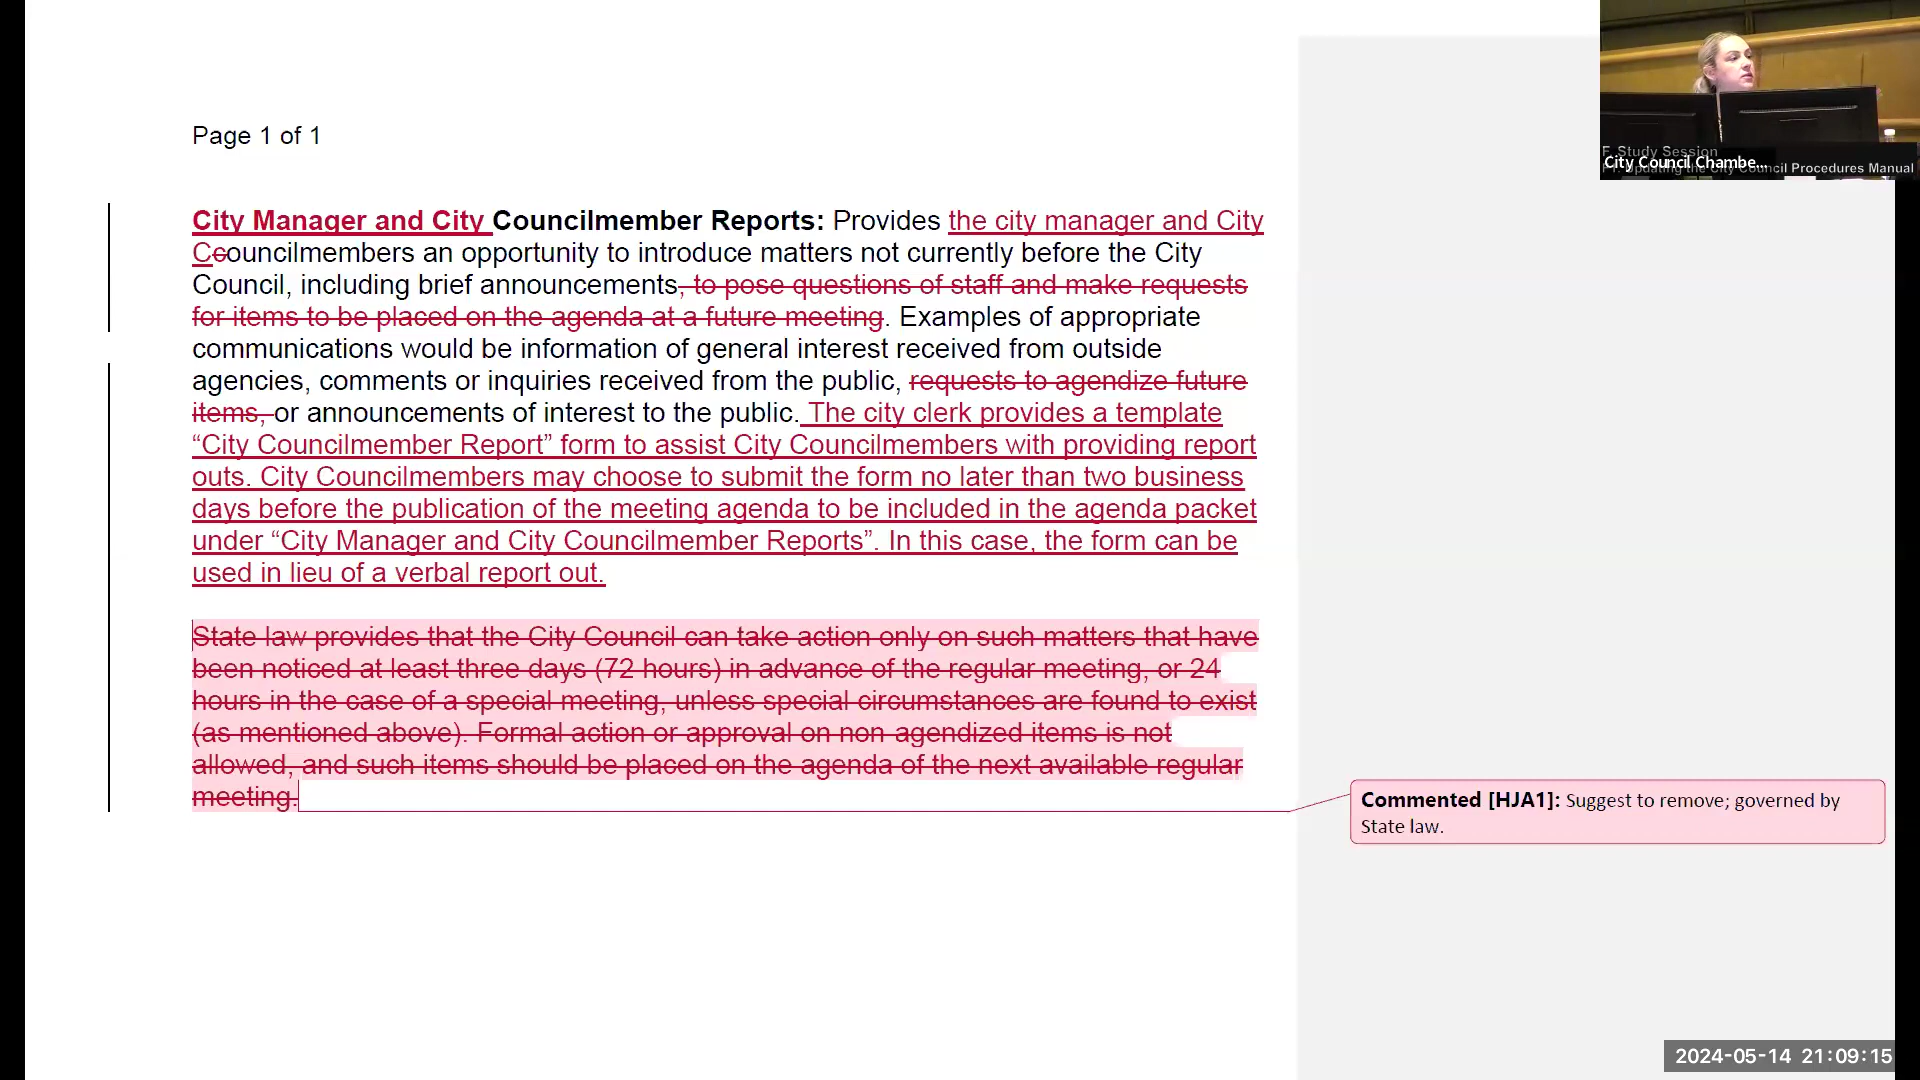 Page 1 of 1
City Manager and City Councilmember Reports: Provides the city manager and City
Ccouncilmembers an opportunity to introduce matters not currently before the City
Council, including brief announcements, to pose questions of staff and make requests
for items to be placed on the agenda at a future meeting. Examples of appropriate
communications would be information of general interest received from outside
agencies, comments or inquiries received from the public, requests to agendize future
items, or announcements of interest to the public. The city clerk provides a template
“City Councilmember Report” form to assist City Councilmembers with providing report
outs. City Councilmembers may choose to submit the form no later than two business
days before the publication of the meeting agenda to be included in the agenda packet
under “City Manager and City Councilmember Reports”. In this case, the form can be
used in lieu of a verbal report out.
State law provides that the City Council can take action only on such matters that have
been noticed at least three days (72 hours) in advance of the regular meeting, or 24
hours in the case of a special meeting, unless special circumstances are found to exist
(as mentioned above). Formal action or approval on non-agendized items is not
allowed, and such items should be placed on the agenda of the next available regular
meeting.
Commented [HJA1]: Suggest to remove; governed by
State law.
F. Study Session
City Council Chambe...
Updating the City Council Procedures Manual
2024-05-14 21:09:15